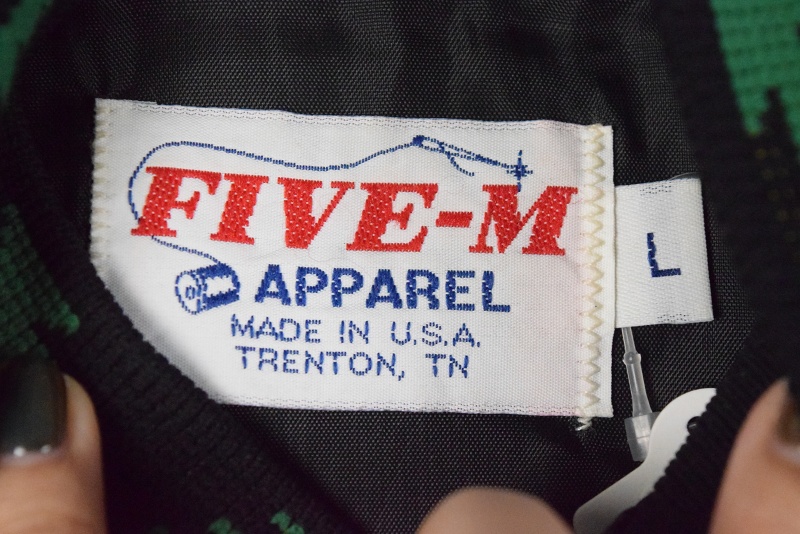 FIVE-M
APPAREL
MADE IN U.S.A.
TRENTON, TN
L